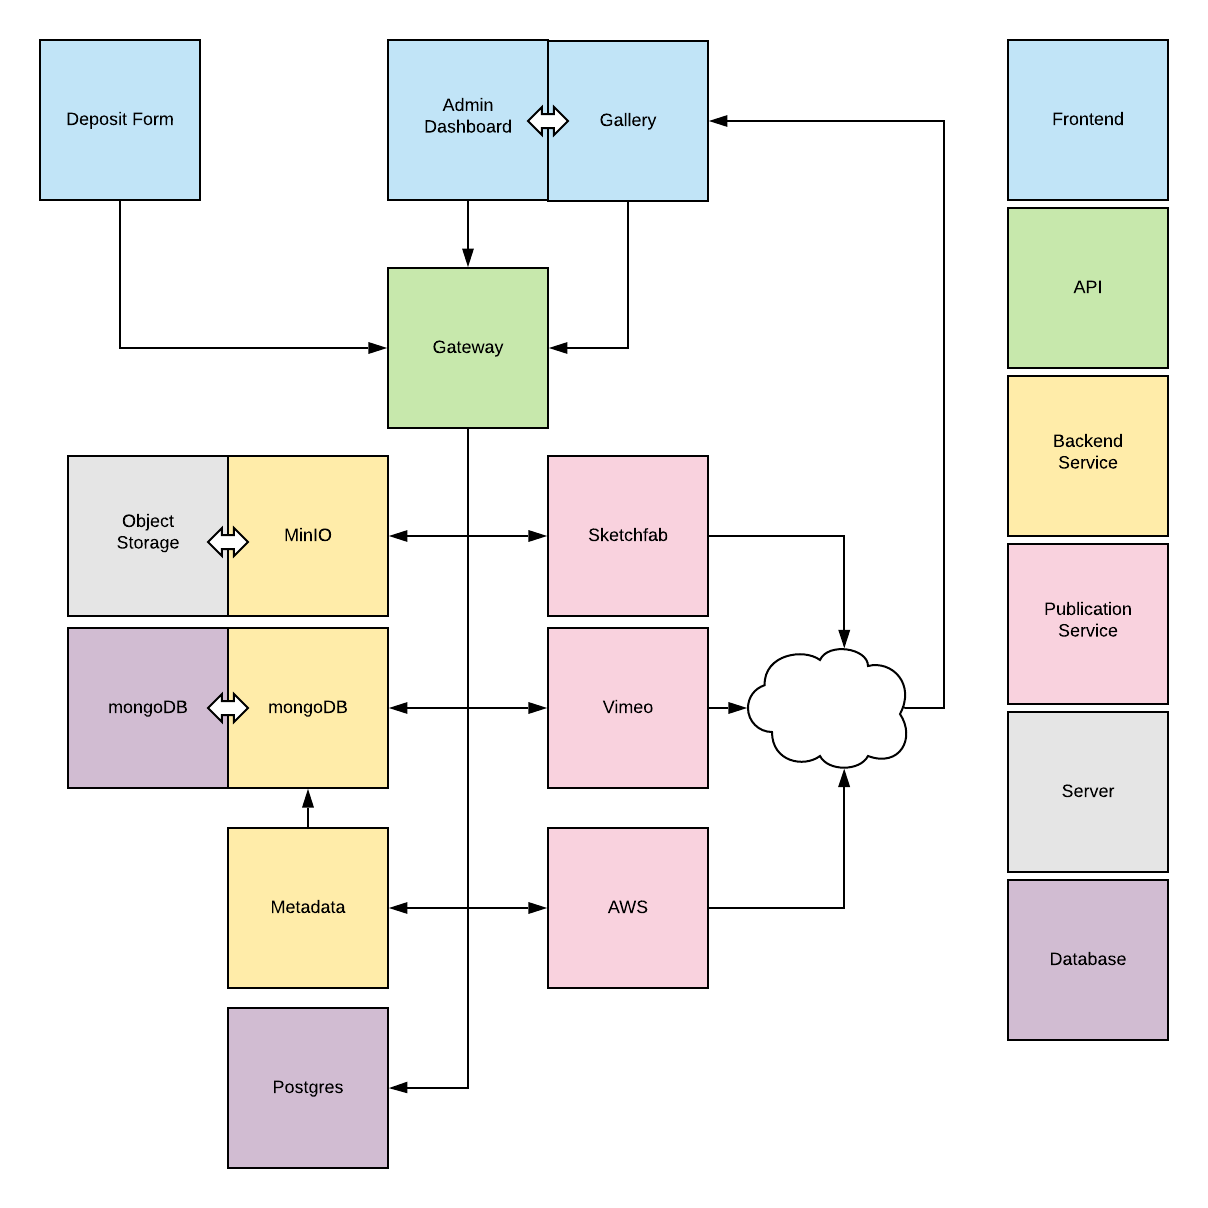 Deposit Form
Admin
Dashboard
Gallery
Gateway
Object
Storage
MinIO
Sketchfab
mongoDB
mongoDB
Vimeo
Metadata
AWS
Postgres
Frontend
API
Backend
Service
Publication
Service
Server
Database